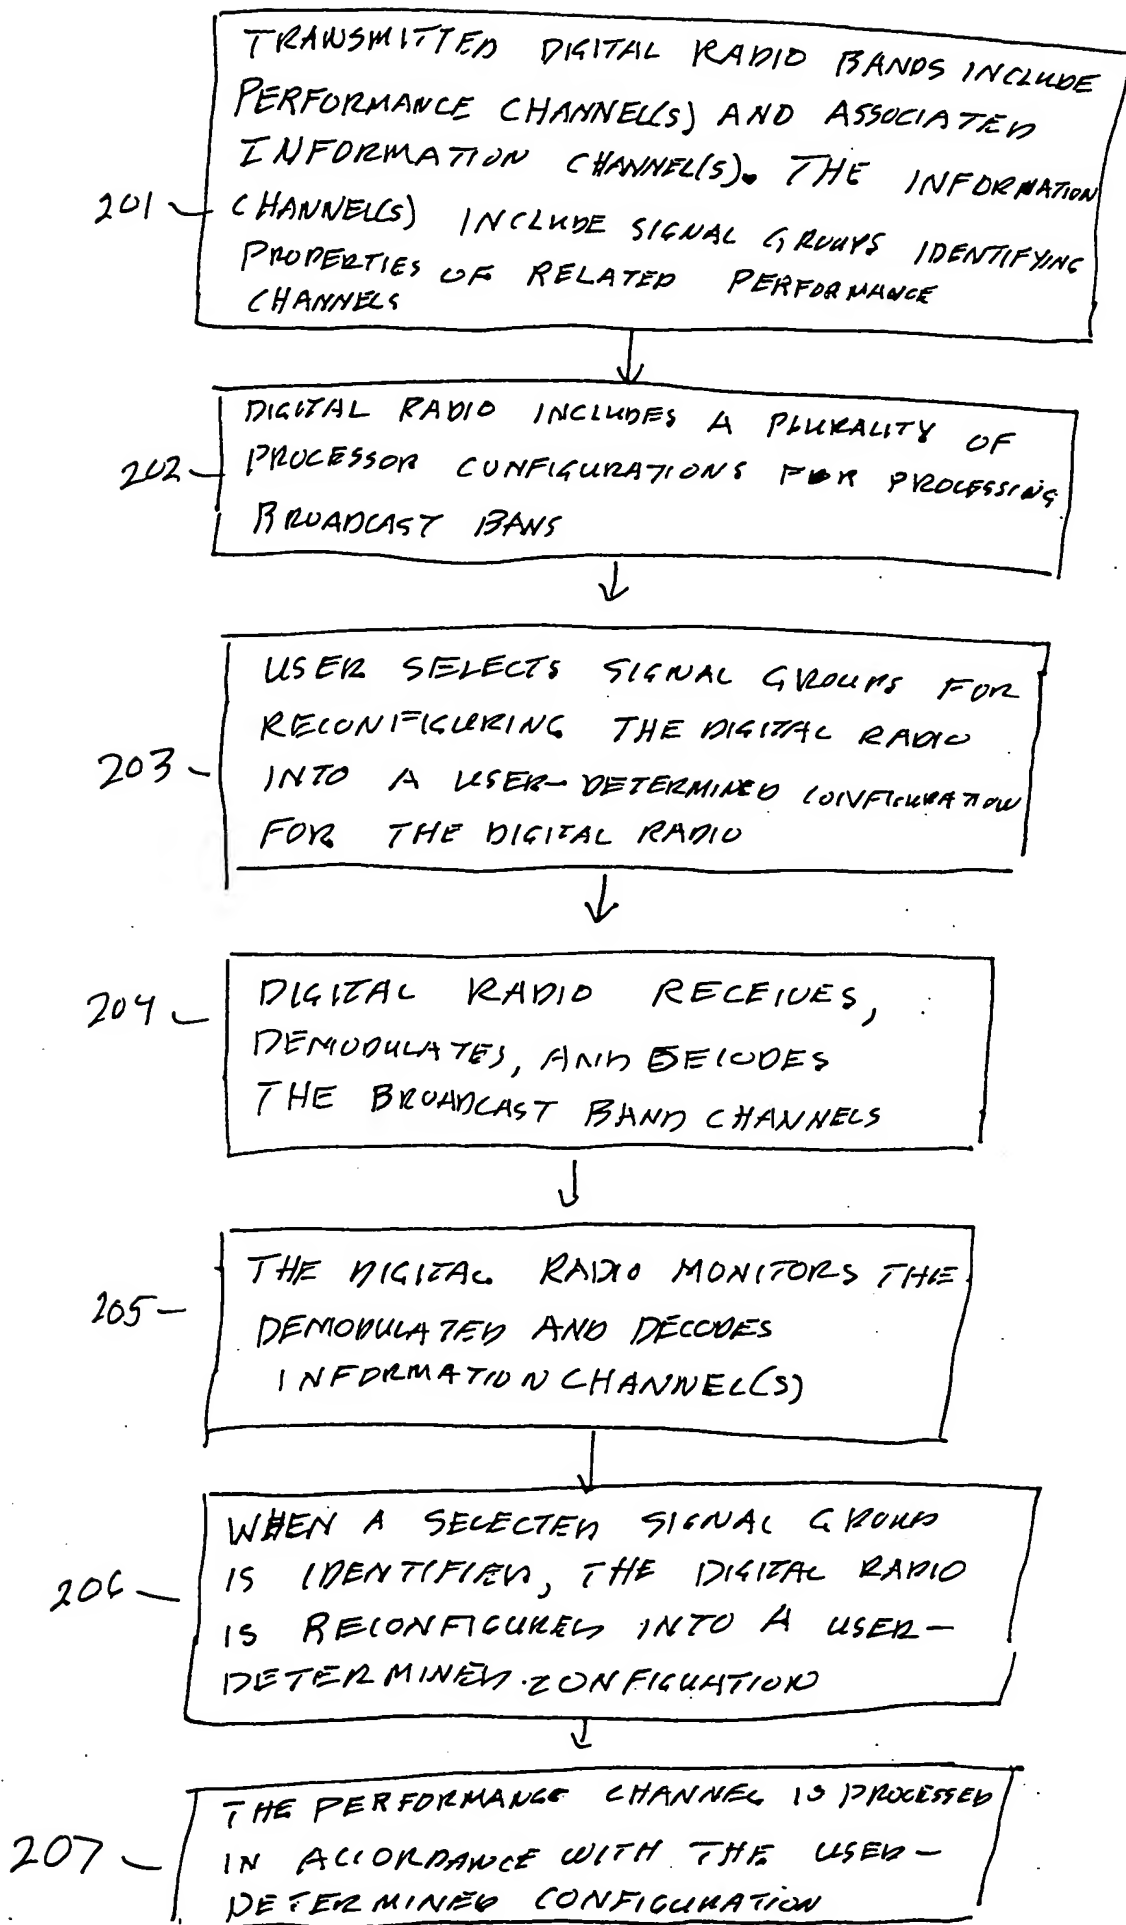 TRANSMITTED DIGITAL RADIO BANDS INCLUDE
PERFORMANCE CHANNEL(S) AND ASSOCIATED
INFORMATION CHANNEL(S). THE INFORMATION
201
CHANNEL(S) INCLUDE SIGNAL GROUPS IDENTIFYING
PROPERTIES OF RELATED PERFORMANCE
CHANNELS
DIGITAL RADIO INCLUDES A PLURALITY OF
202
PROCESSOR CONFIGURATIONS FOR PROCESSING
BROADCAST BANS
USER SELECTS SIGNAL GROUPS FOR
RECONIFIGURING THE DIGITAL RADIO
203
INTO A USER-DETERMINED CONFIGURATION
FOR THE DIGITAL RADIO
204
DIGITAL RADIO RECEIVES,
DEMODULATES, AND DECODES
THE BROADCAST BAND CHANNELS
THE DIGITAL RADIO MONITORS THE
205
DEMODULATED AND DECODES
INFORMATION CHANNEL(S)
WHEN A SELECTED SIGNAL GROUP
206
IS IDENTIFIED, THE DIGITAL RADIO
IS RECONFIGURED INTO A USER-
DETERMINED CONFIGUATION
THE PERFORMANCE CHANNEL IS PROCESSED
207
IN ACCORDANCE WITH THE USER-
DETERMINED CONFIGURATION